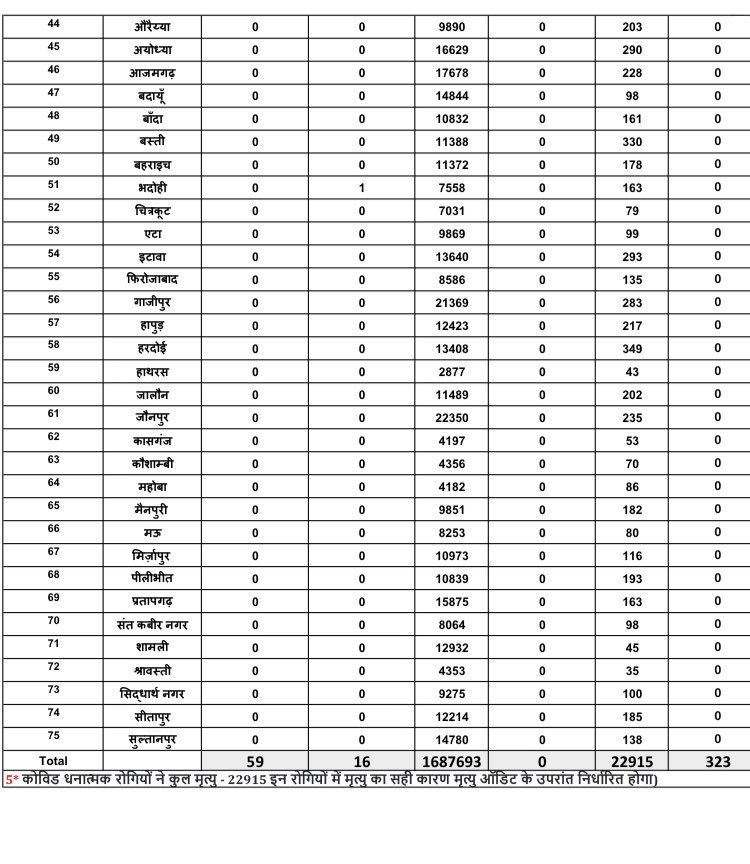 44 औरैय्या 0 0 9890 0 203 0
45 अयोध्या 0 0 16629 0 290 0
46 आजमगढ़ 0 0 17678 0 228 0
47 बदायूँ 0 0 14844 0 98 0
48 बाँदा 0 0 10832 0 161 0
49 बस्ती 0 0 11388 0 330 0
50 बहराइच 0 0 11372 0 178 0
51 भदोही 0 1 7558 0 163 0
52 चित्रकूट 0 0 7031 0 79 0
53 एटा 0 0 9869 0 99 0
54 इटावा 0 0 13640 0 293 0
55 फिरोजाबाद 0 0 8586 0 135 0
56 गाजीपुर 0 0 21369 0 283 0
57 हापुड़ 0 0 12423 0 217 0
58 हरदोई 0 0 13408 0 349 0
59 हाथरस 0 0 2877 0 43 0
60 जालौन 0 0 11489 0 202 0
61 जौनपुर 0 0 22350 0 235 0
62 कासगंज 0 0 4197 0 53 0
63 कौशाम्बी 0 0 4356 0 70 0
64 महोबा 0 0 4182 0 86 0
65 मैनपुरी 0 0 9851 0 182 0
66 मऊ 0 0 8253 0 80 0
67 मिर्ज़ापुर 0 0 10973 0 116 0
68 पीलीभीत 0 0 10839 0 193 0
69 प्रतापगढ़ 0 0 15875 0 163 0
70 संत कबीर नगर 0 0 8064 0 98 0
71 शामली 0 0 12932 0 45 0
72 श्रावस्ती 0 0 4353 0 35 0
73 सिद्धार्थ नगर 0 0 9275 0 100 0
74 सीतापुर 0 0 12214 0 185 0
75 सुल्तानपुर 0 0 14780 0 138 0
Total 59 16 1687693 0 22915 323
5* कोविड धनात्मक रोगियों ने कुल मृत्यु - 22915 इन रोगियों में मृत्यु का सही कारण मृत्यु ऑडिट के उपरांत निर्धारित होगा)